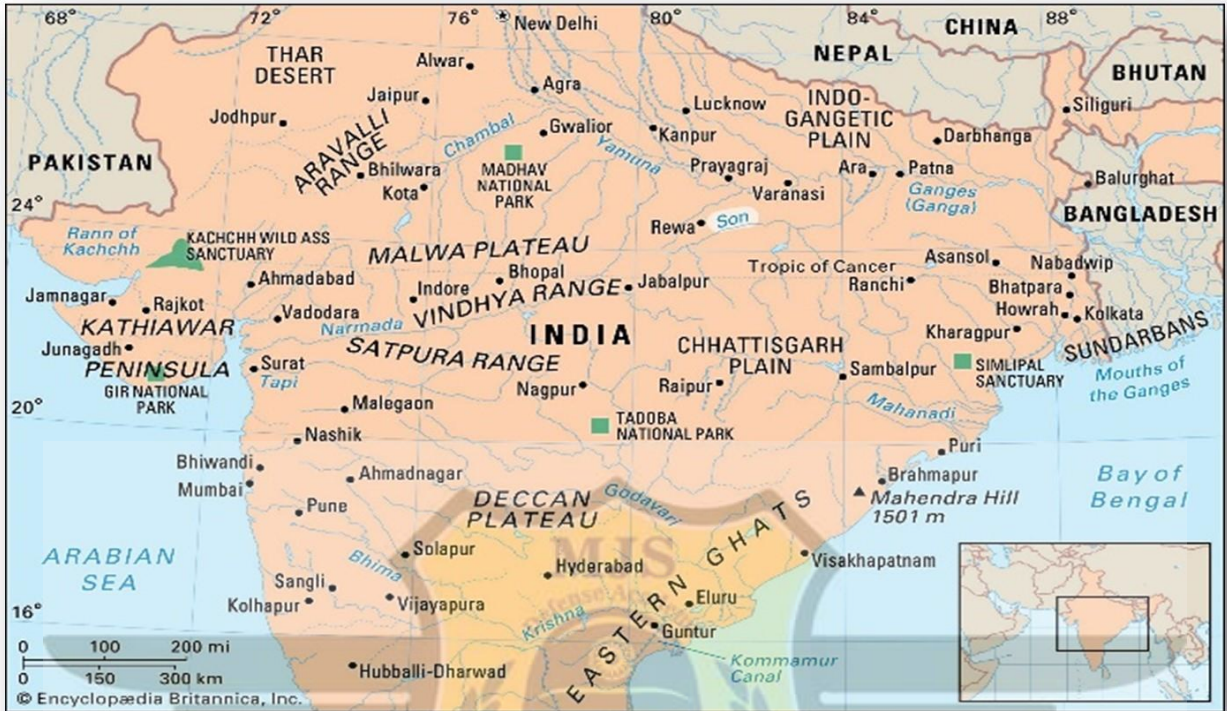 68°
72°
76°
New Delhi
80°
84°
88°
CHINA
NEPAL
BHUTAN
THAR
DESERT
Alwar
Agra
Jaipur
Lucknow
INDO-
GANGETIC
PLAIN
Siliguri
Jodhpur
Chambal
Gwalior
Kanpur
Darbhanga
ARAVALLI
RANGE
Yamuna
PAKISTAN
Bhilwara
MADHAV
NATIONAL
PARK
Prayagraj
Ara
Patna
Balurghat
Kota
Varanasi
Ganges
(Ganga)
24°
BANGLADESH
Rann of
Kachchh
KACHCHH WILD ASS
SANCTUARY
Rewa
Son
MALWA PLATEAU
Asansol
Nabadwip
Ahmadabad
Bhopal
Jabalpur
Tropic of Cancer
Ranchi
Bhatpara
Jamnagar
Rajkot
Indore
VINDHYA RANGE
Howrah
Kolkata
KATHIAWAR
PENINSULA
Vadodara
Narmada
INDIA
Kharagpur
SUNDARBANS
Junagadh
SATPURA RANGE
CHHATTISGARH
PLAIN
Surat
Tapi
Nagpur
Raipur
Sambalpur
SIMLIPAL
SANCTUARY
Mouths of
the Ganges
GIR NATIONAL
PARK
20°
Malegaon
TADOBA
NATIONAL PARK
Mahanadi
Nashik
Puri
Bhiwandi
Ahmadnagar
Brahmapur
Bay of
Bengal
Mumbai
Pune
DECCAN
PLATEAU
Godavari
Mahendra Hill
1501 m
EASTERN GHATS
MJS
ARABIAN
SEA
Bhima
Solapur
Hyderabad
Visakhapatnam
Sangli
Kolhapur
Vijayapura
Eluru
16°
Krishna
Guntur
0 100 200 mi
0 150 300 km
Hubballi-Dharwad
Kommamur
Canal
© Encyclopædia Britannica, Inc.